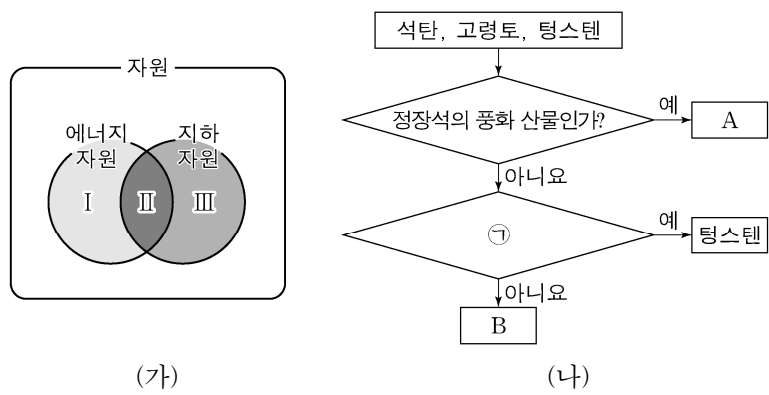 자원
에너지
자원
지하
자원
Ⅰ
Ⅱ
Ⅲ
(가)
석탄, 고령토, 텅스텐
정장석의 풍화 산물인가?
예
A
아니요
㉠
예
텅스텐
아니요
B
(나)